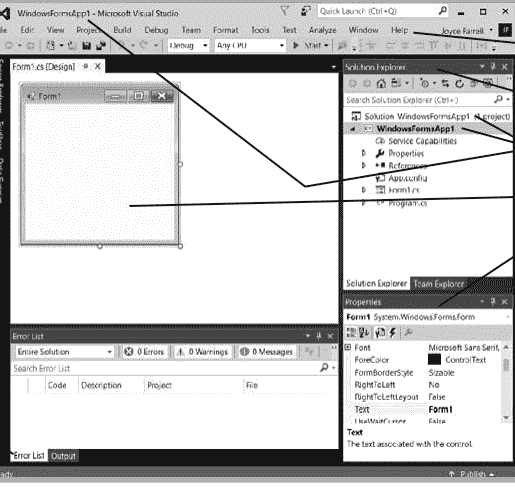 WindowsFormsApp1 - Microsoft Visual Studio
Quick Launch (Ctrl+Q)
File Edit View Project Build Debug Team Format Tools Test Analyze Window Help Joyce Farrell
Debug Any CPU Start
Form1.cs [Design]
Form1
Solution Explorer
Search Solution Explorer (Ctrl+;)
Solution WindowsFormsApp1 (1 project)
WindowsFormsApp1
Service Capabilities
Properties
References
App.config
Form1.cs
Program.cs
Solution Explorer Team Explorer
Properties
Form1 System.Windows.Forms.Form
Font Microsoft Sans Serif,
ForeColor ControlText
FormBorderStyle Sizable
RightToLeft No
RightToLeftLayout False
Text Form1
UseWaitCursor False
Text
The text associated with the control.
Error List
Entire Solution 0 Errors 0 Warnings 0 Messages
Search Error List
Code Description Project File
Error List Output
Publish